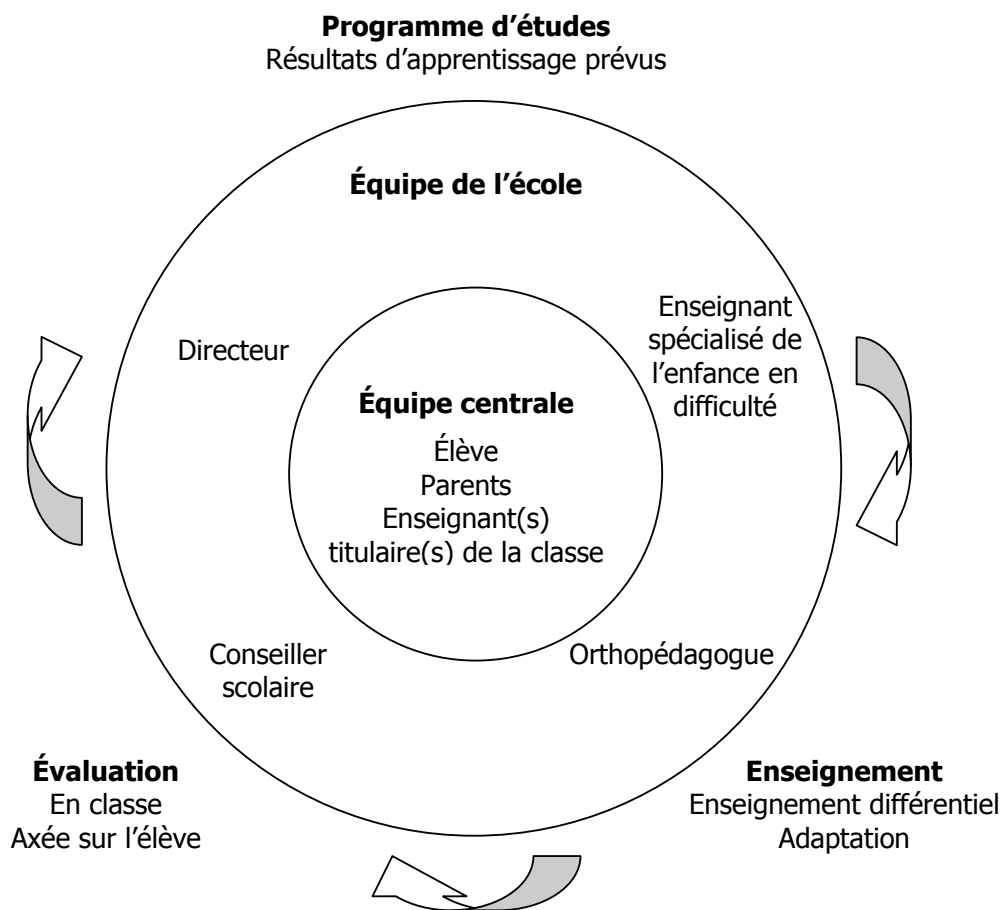 Programme d’études
Résultats d’apprentissage prévus
Équipe de l’école
Directeur
Enseignant
spécialisé de
l’enfance en
difficulté
Équipe centrale
Élève
Parents
Enseignant(s)
titulaire(s) de la classe
Conseiller
scolaire
Orthopédagogue
Évaluation
En classe
Axée sur l’élève
Enseignement
Enseignement différentiel
Adaptation